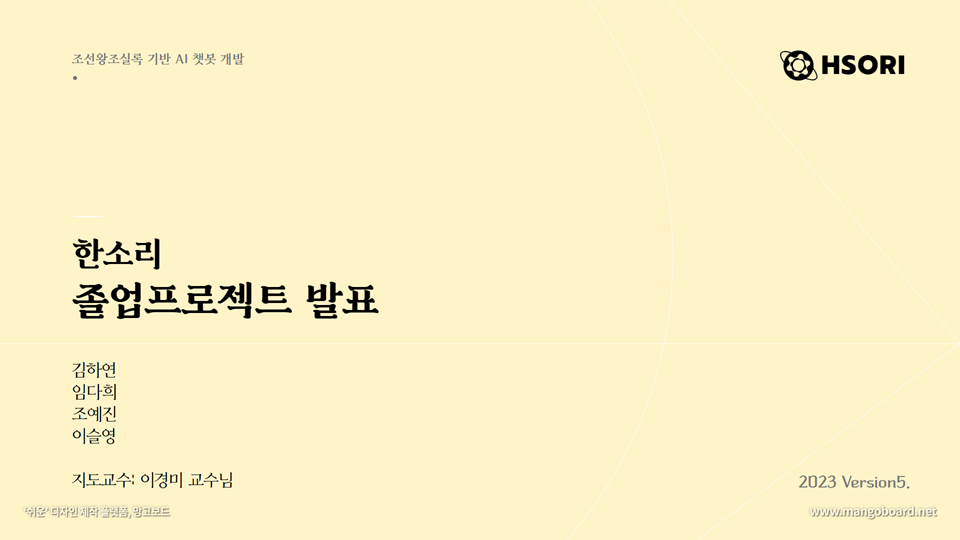 조선왕조실록 기반 AI 챗봇 개발
HSORI
한소리
졸업프로젝트 발표
김하연
임다희
조예진
이슬영
지도교수: 이경미 교수님
2023 Version5.
'쉬운' 디자인 제작 플랫폼, 망고보드
www.mangoboard.net